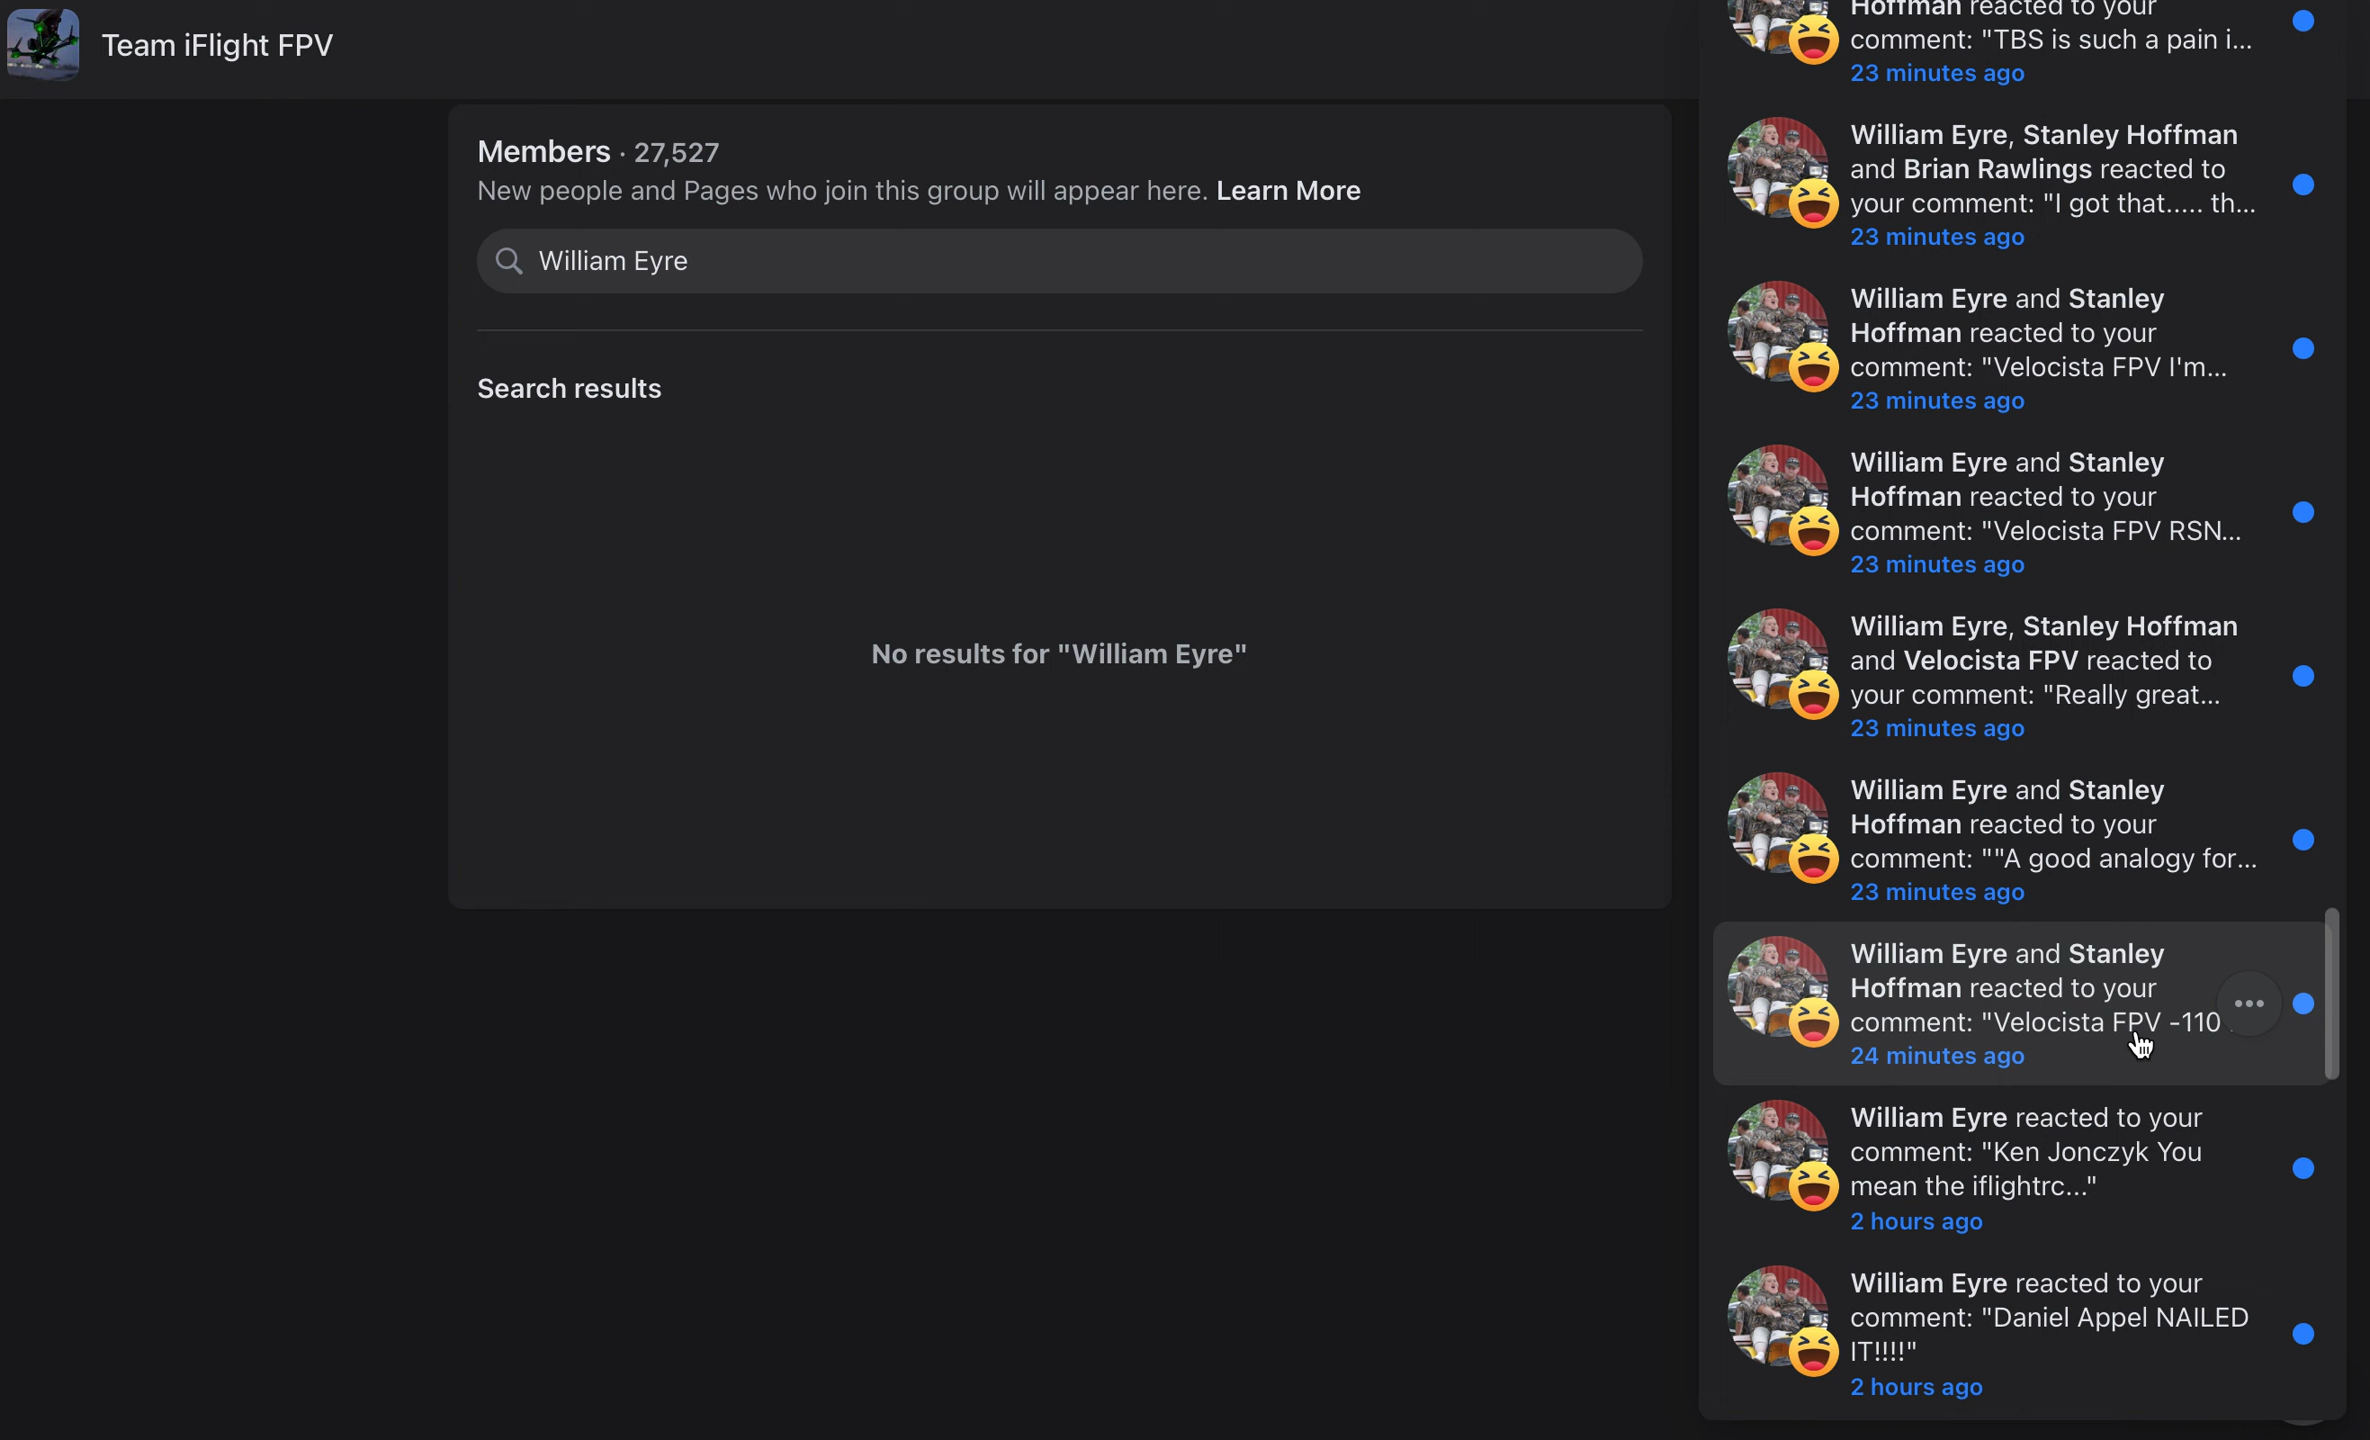 Team iFlight FPV
Members · 27,527
New people and Pages who join this group will appear here. Learn More
William Eyre
Search results
No results for "William Eyre"
Hoffman reacted to your
comment: "TBS is such a pain i...
23 minutes ago
William Eyre, Stanley Hoffman
and Brian Rawlings reacted to
your comment: "I got that..... th...
23 minutes ago
William Eyre and Stanley
Hoffman reacted to your
comment: "Velocista FPV I'm...
23 minutes ago
William Eyre and Stanley
Hoffman reacted to your
comment: "Velocista FPV RSN...
23 minutes ago
William Eyre, Stanley Hoffman
and Velocista FPV reacted to
your comment: "Really great...
23 minutes ago
William Eyre and Stanley
Hoffman reacted to your
comment: ""A good analogy for...
23 minutes ago
William Eyre and Stanley
Hoffman reacted to your
comment: "Velocista FPV -110
24 minutes ago
William Eyre reacted to your
comment: "Ken Jonczyk You
mean the iflightrc..."
2 hours ago
William Eyre reacted to your
comment: "Daniel Appel NAILED
IT!!!!"
2 hours ago